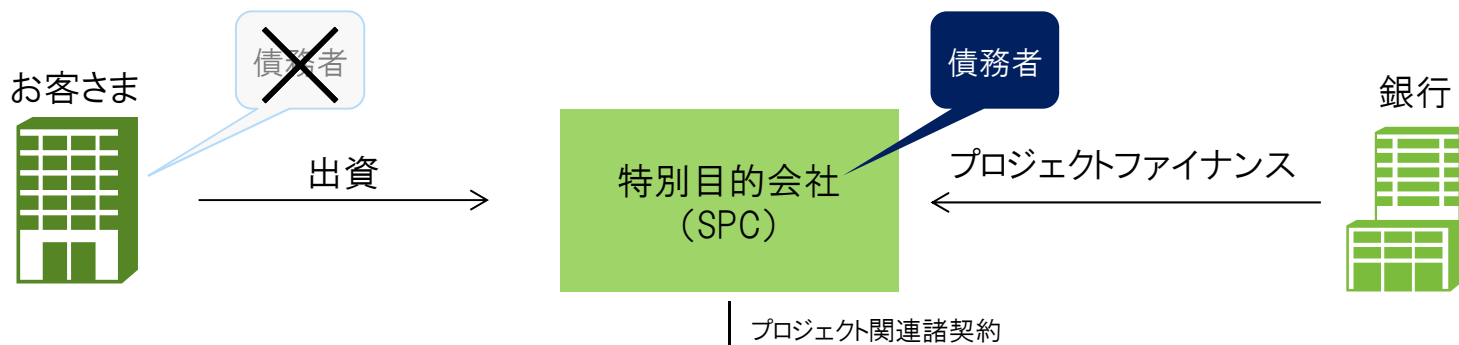 債務者
債務者
お客さま
銀行
出資
プロジェクトファイナンス
特別目的会社
(SPC)
プロジェクト関連諸契約